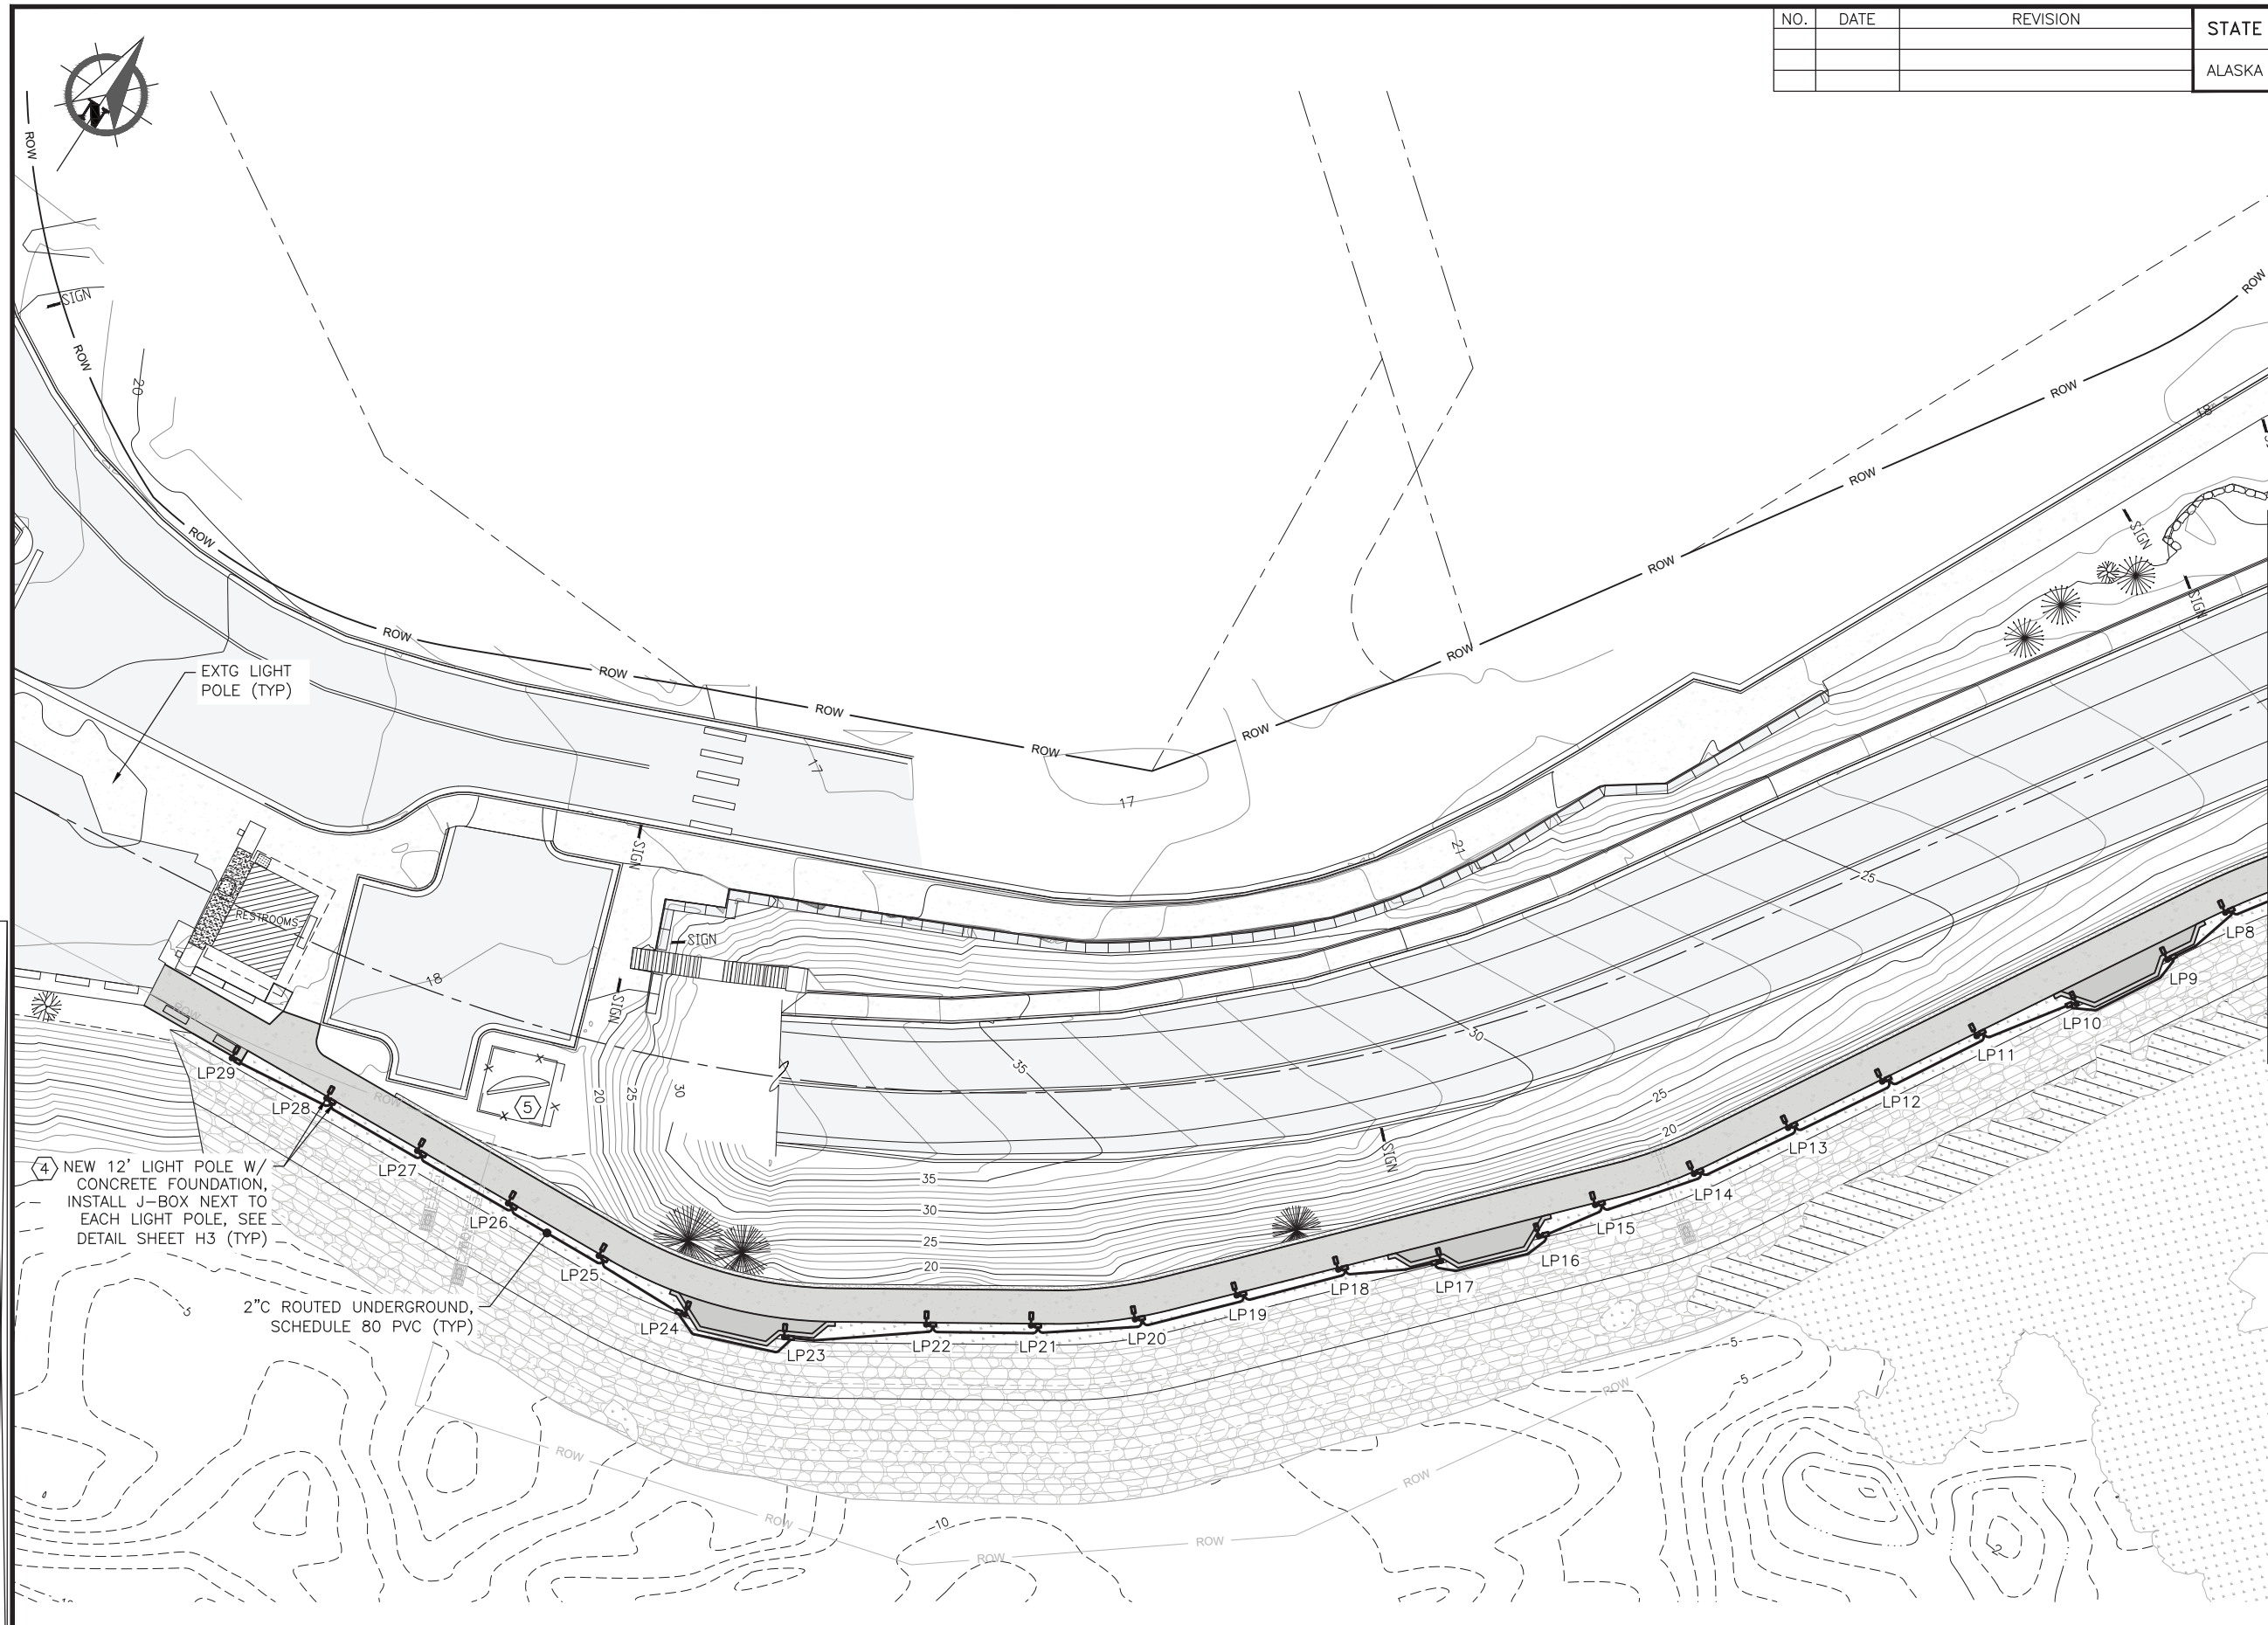 NO. DATE REVISION STATE
ALASKA
N
ROW
SIGN
ROW
20
ROW
ROW
18
ROW
ROW
SIGN
ROW
SIGN
ROW
ROW
ROW
EXTG LIGHT
POLE (TYP)
ROW
ROW
ROW
ROW
17
17
21
SIGN
25
RESTROOMS
SIGN
18
SIGN
LP8
LP9
LP10
ROW
30
35
LP11
LP29
ROW
20
25
30
25
LP12
LP28
5
20
LP13
LP27
SIGN
4 NEW 12' LIGHT POLE W/
CONCRETE FOUNDATION,
INSTALL J-BOX NEXT TO
EACH LIGHT POLE, SEE
DETAIL SHEET H3 (TYP)
35
LP14
30
LP26
LP15
25
LP16
20
LP25
LP17
LP18
-5
2"C ROUTED UNDERGROUND,
SCHEDULE 80 PVC (TYP)
LP19
LP24
LP23
LP22
LP21
LP20
-5
-5
ROW
ROW
ROW
ROW
-10
ROW
ROW
-2